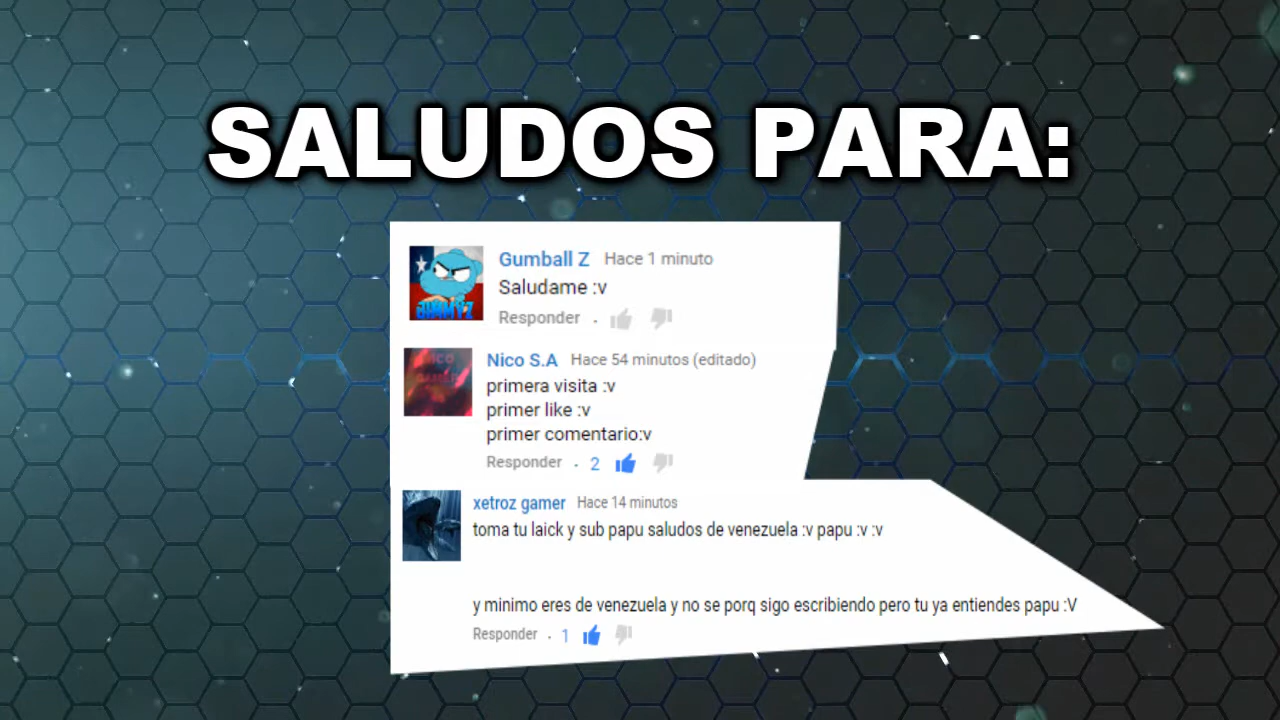 SALUDOS PARA:
Gumball Z Hace 1 minuto
JIMMYZ
Saludame :v
Responder .
Nico S.A Hace 54 minutos (editado)
primera visita :v
primer like :v
primer comentario:v
Responder . 2
xetroz gamer Hace 14 minutos
toma tu laick y sub papu saludos de venezuela :v papu :v :v
y minimo eres de venezuela y no se porq sigo escribiendo pero tu ya entiendes papu :V
Responder . 1